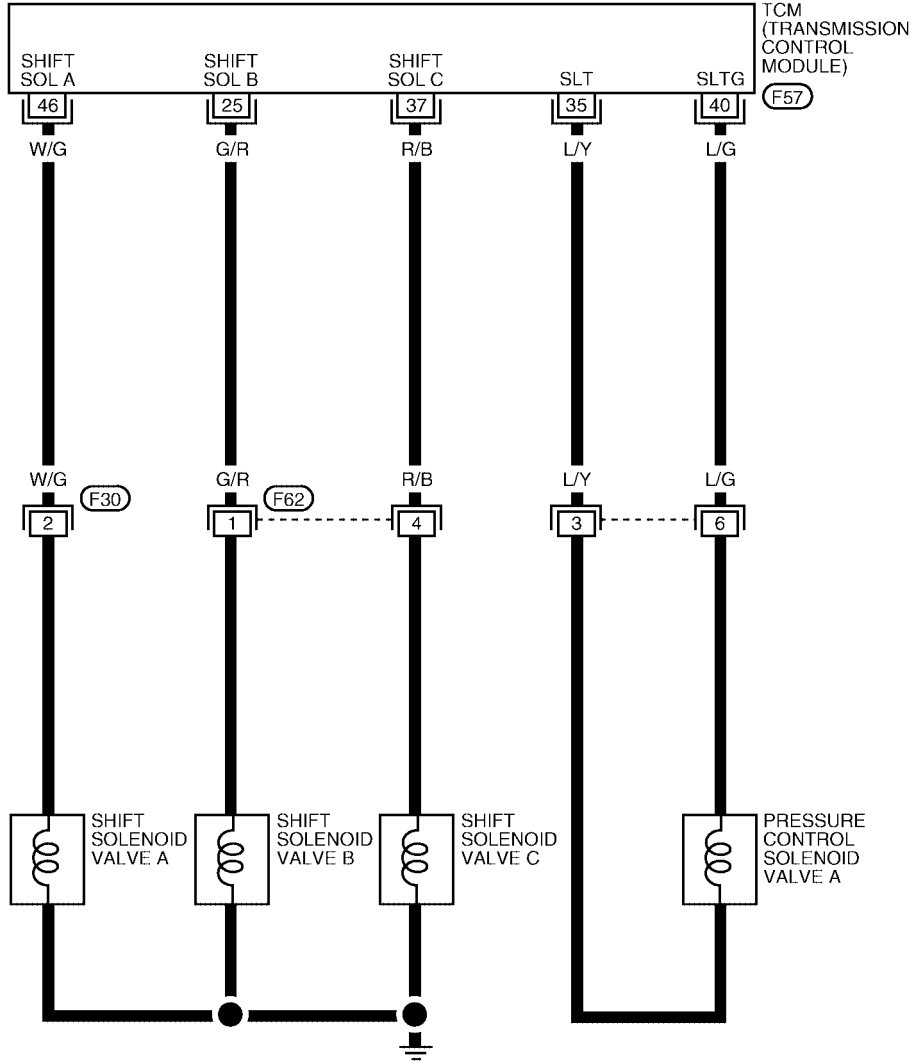 TCM
(TRANSMISSION
CONTROL
MODULE)
SHIFT
SOL A
SHIFT
SOL B
SHIFT
SOL C
SLT
SLTG
46
25
37
35
40
F57
W/G
G/R
R/B
L/Y
L/G
W/G
G/R
R/B
L/Y
L/G
F30
F62
2
1
4
3
6
SHIFT
SOLENOID
VALVE A
SHIFT
SOLENOID
VALVE B
SHIFT
SOLENOID
VALVE C
PRESSURE
CONTROL
SOLENOID
VALVE A